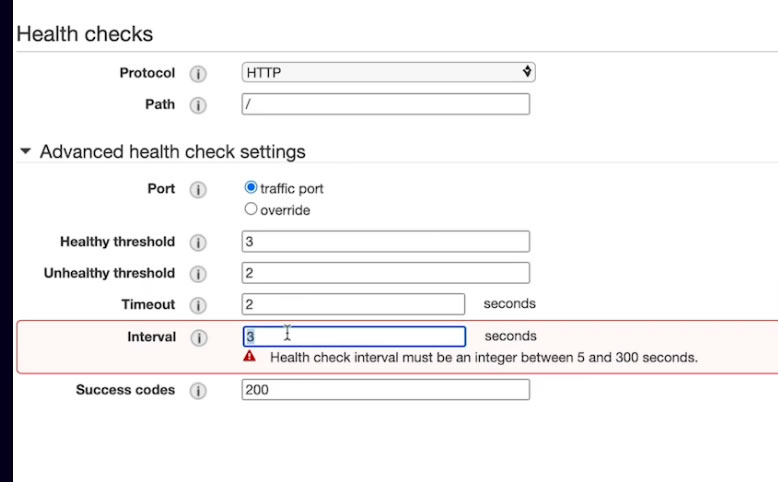 Health checks
Protocol i HTTP
Path i /
Advanced health check settings
Port i traffic port
override
Healthy threshold i 3
Unhealthy threshold i 2
Timeout i 2 seconds
Interval i 3 seconds
Health check interval must be an integer between 5 and 300 seconds.
Success codes i 200